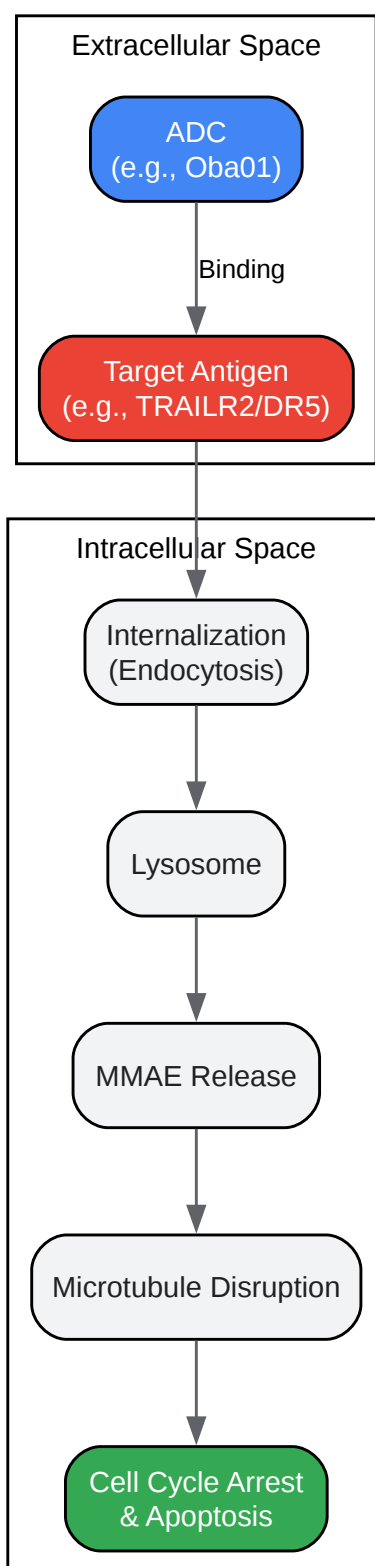 Extracellular Space
ADC
(e.g., Oba01)
Binding
Target Antigen
(e.g., TRAILR2/DR5)
Intracellular Space
Internalization
(Endocytosis)
Lysosome
MMAE Release
Microtubule Disruption
Cell Cycle Arrest
& Apoptosis